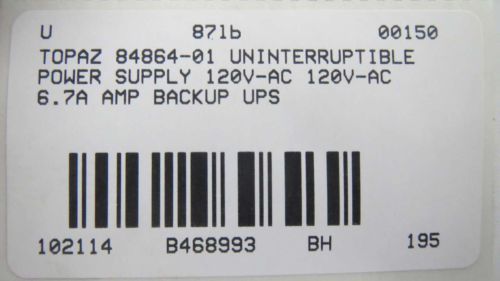 U 87lb 00150
TOPAZ 84864-01 UNINTERRUPTIBLE
POWER SUPPLY 120V-AC 120V-AC
6.7A AMP BACKUP UPS
102114 B468993 BH 195